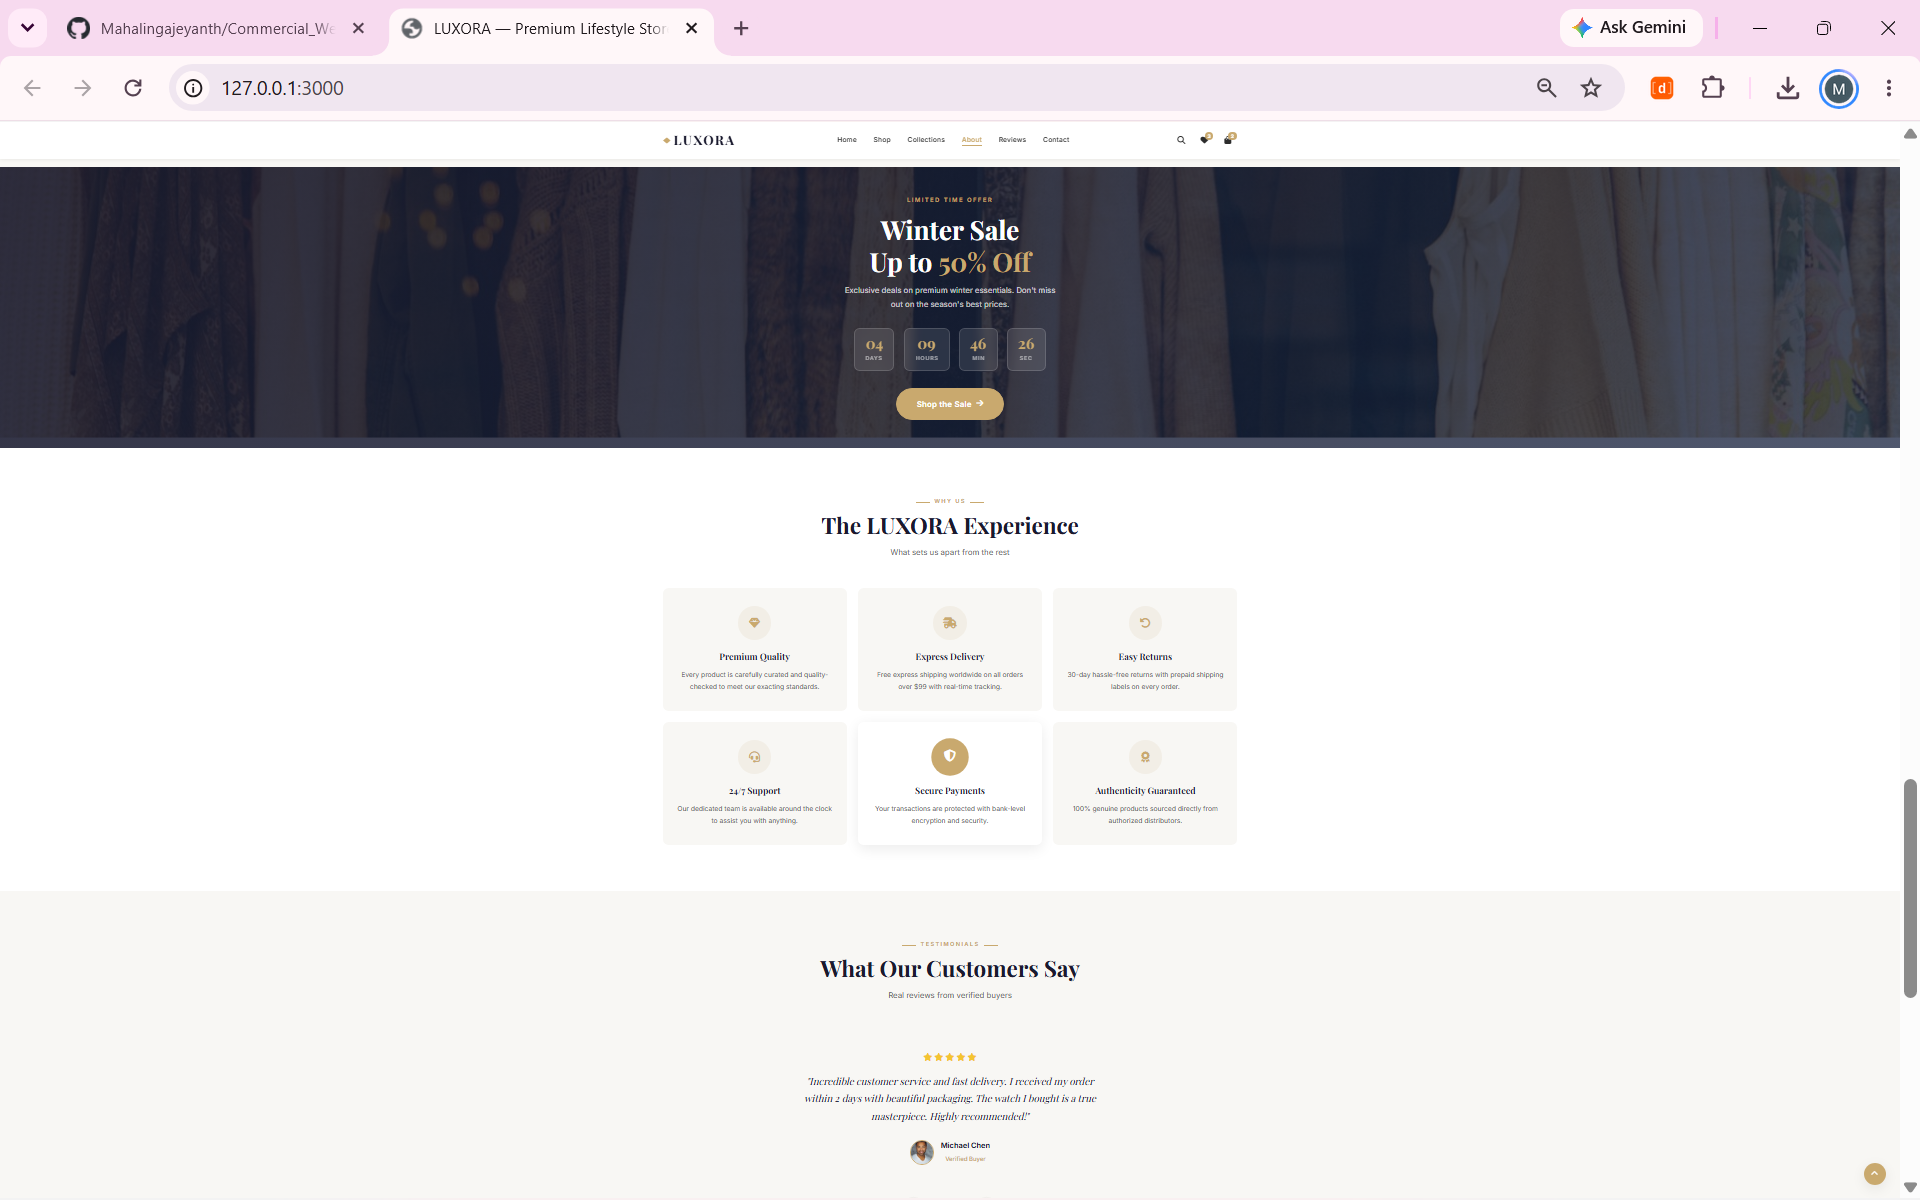 Mahalingajeyanth/Commercial_We
LUXORA — Premium Lifestyle Stor
Ask Gemini
127.0.0.1:3000
[d]
M
LUXORA
Home
Shop
Collections
About
Reviews
Contact
LIMITED TIME OFFER
Winter Sale
Up to 50% Off
Exclusive deals on premium winter essentials. Don't miss
out on the season's best prices.
04
DAYS
09
HOURS
46
MIN
26
SEC
Shop the Sale
WHY US
The LUXORA Experience
What sets us apart from the rest
Premium Quality
Every product is carefully curated and quality-
checked to meet our exacting standards.
Express Delivery
Free express shipping worldwide on all orders
over $99 with real-time tracking.
Easy Returns
30-day hassle-free returns with prepaid shipping
labels on every order.
24/7 Support
Our dedicated team is available around the clock
to assist you with anything.
Secure Payments
Your transactions are protected with bank-level
encryption and security.
Authenticity Guaranteed
100% genuine products sourced directly from
authorized distributors.
TESTIMONIALS
What Our Customers Say
Real reviews from verified buyers
"Incredible customer service and fast delivery. I received my order
within 2 days with beautiful packaging. The watch I bought is a true
masterpiece. Highly recommended!"
Michael Chen
Verified Buyer